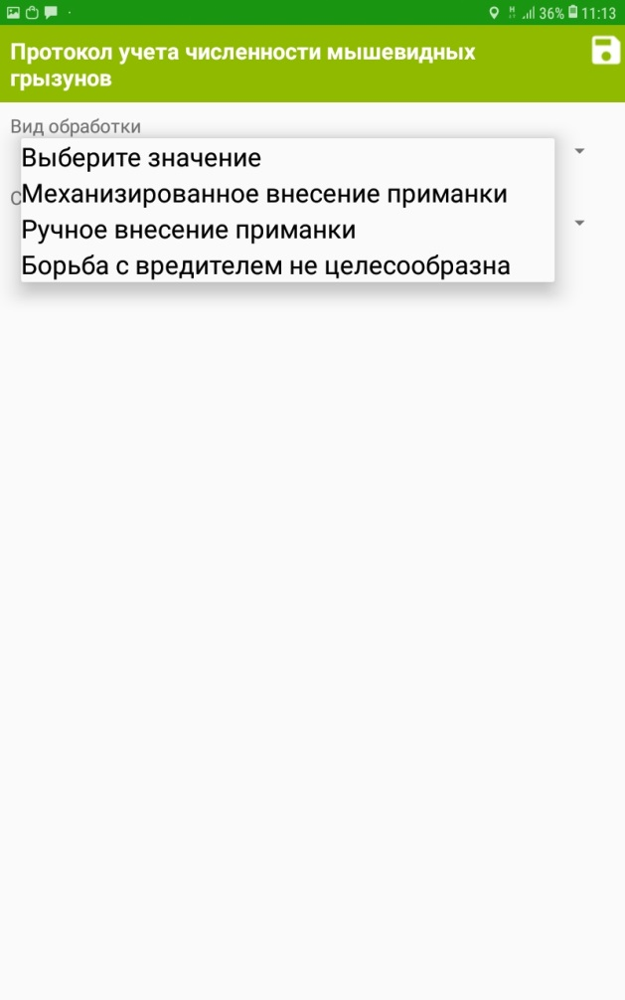 36% 11:13
Протокол учета численности мышевидных
грызунов
Вид обработки
Выберите значение
Механизированное внесение приманки
Ручное внесение приманки
Борьба с вредителем не целесообразна